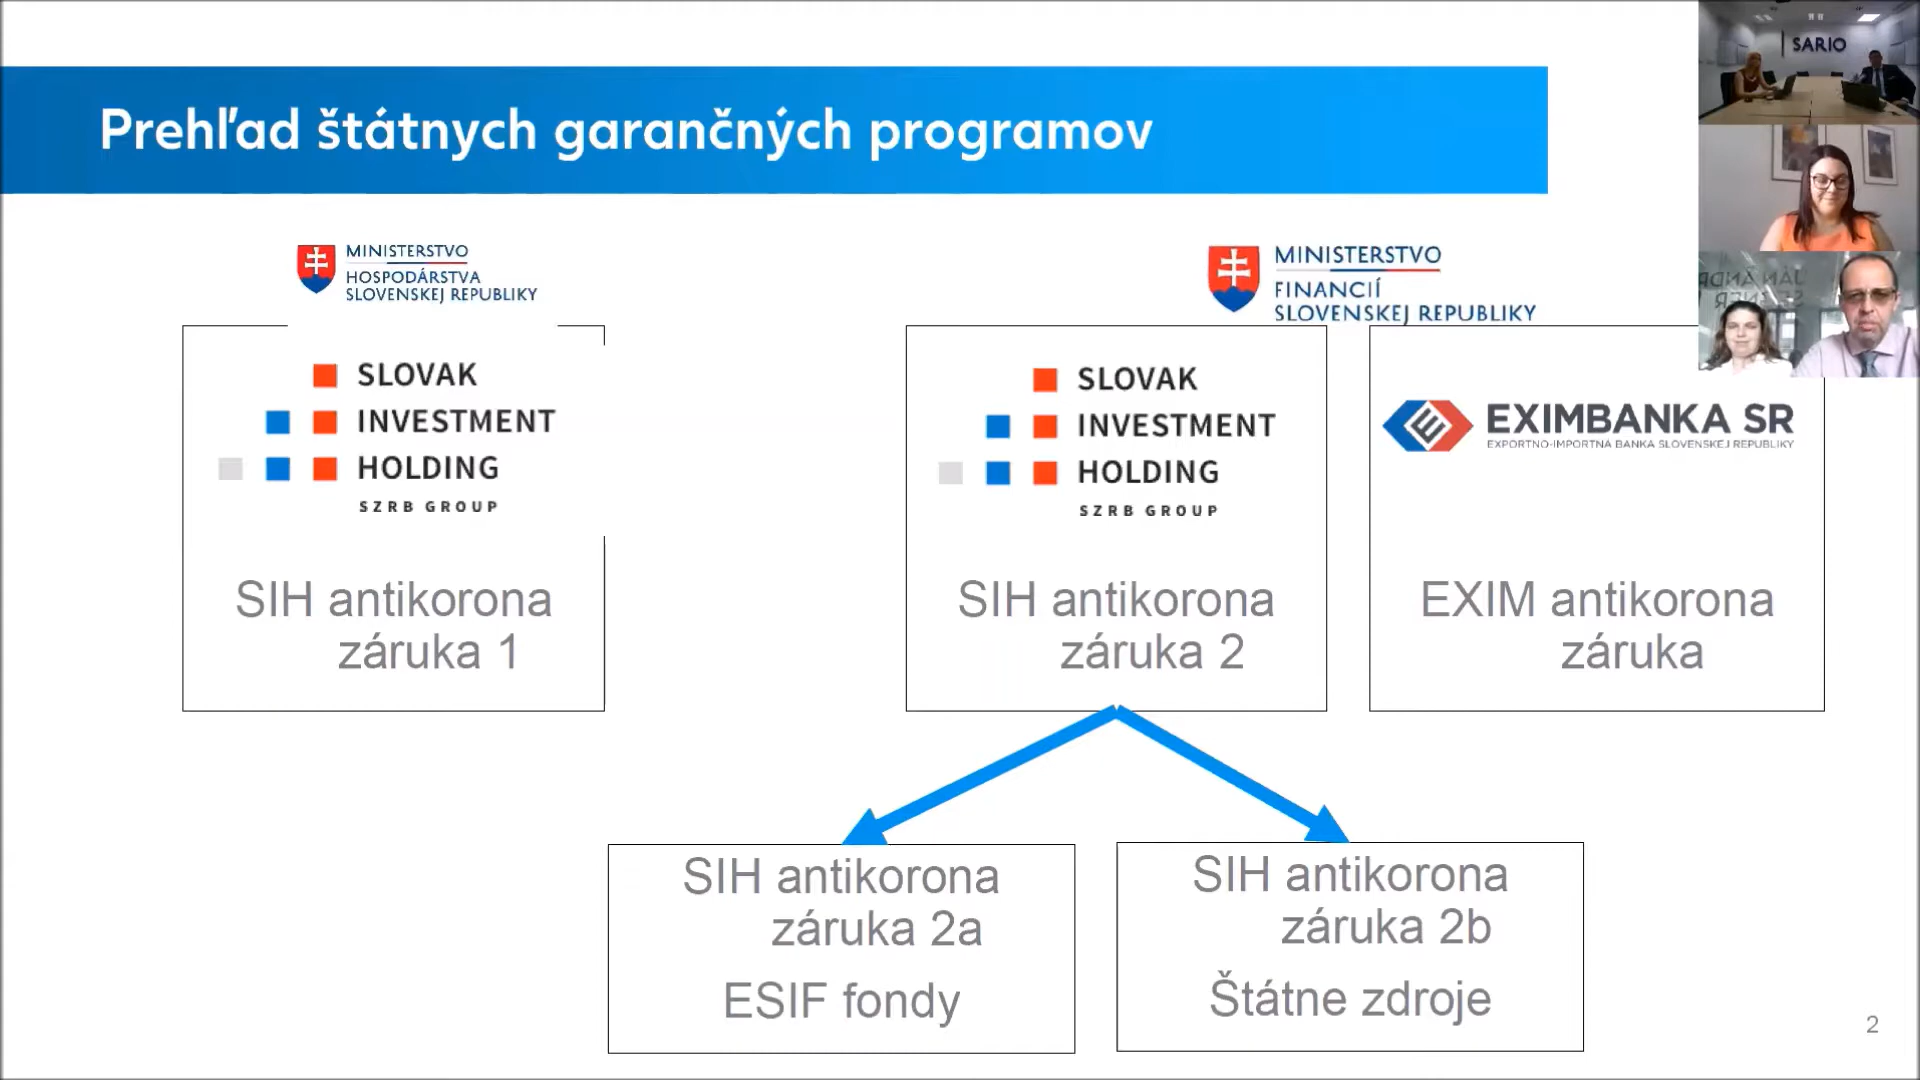 Prehľad štátnych garančných programov
MINISTERSTVO
HOSPODÁRSTVA
SLOVENSKEJ REPUBLIKY
SLOVAK
INVESTMENT
HOLDING
SZRB GROUP
SIH antikorona
záruka 1
MINISTERSTVO
FINANCIÍ
SLOVENSKEJ REPUBLIKY
SLOVAK
INVESTMENT
HOLDING
SZRB GROUP
SIH antikorona
záruka 2
E
EXIMBANKA SR
EXPORTNO-IMPORTNÁ BANKA SLOVENSKEJ REPUBLIKY
EXIM antikorona
záruka
SIH antikorona
záruka 2a
ESIF fondy
SIH antikorona
záruka 2b
Štátne zdroje
2
SARIO